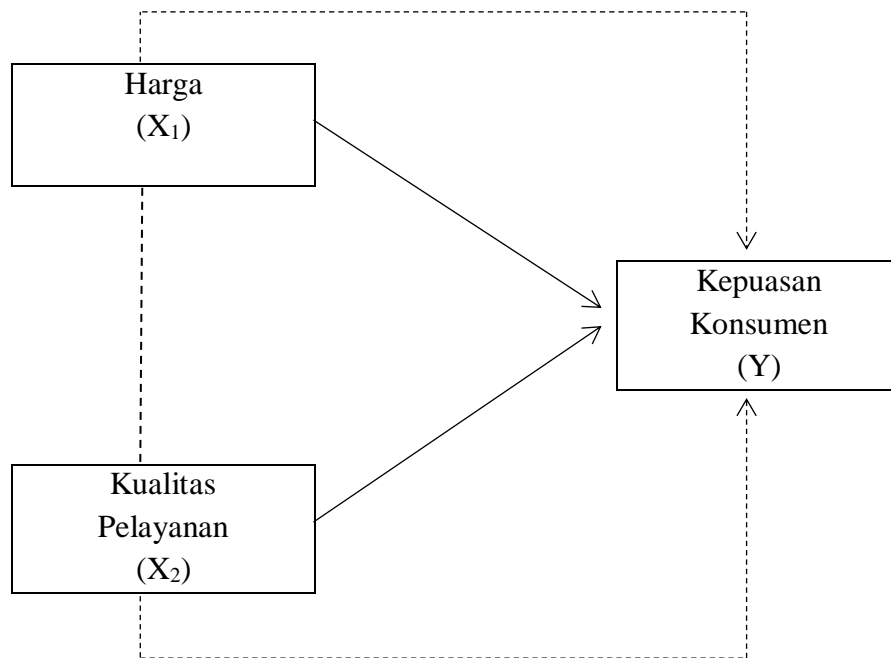 Harga
(X₁)
Kepuasan
Konsumen
(Y)
Kualitas
Pelayanan
(X₂)